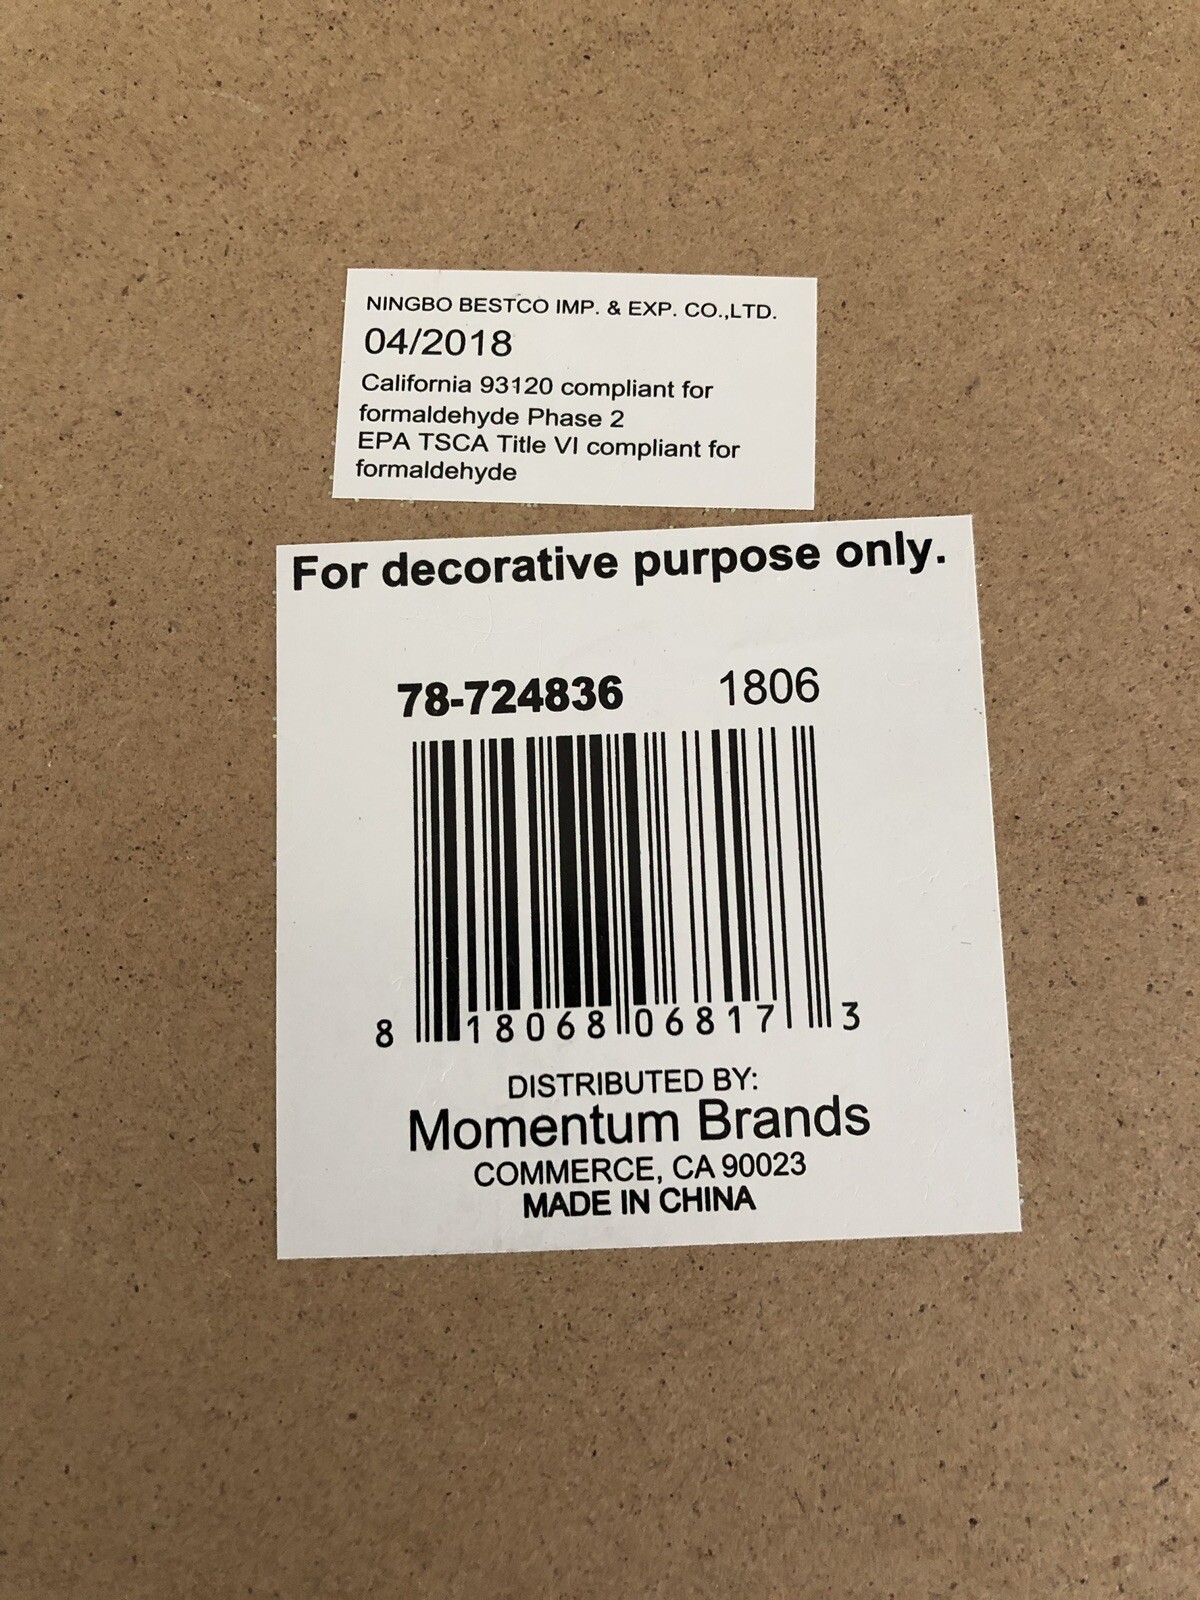 NINGBO BESTCO IMP. & EXP. CO.,LTD.
04/2018
California 93120 compliant for
formaldehyde Phase 2
EPA TSCA Title VI compliant for
formaldehyde
For decorative purpose only.
78-724836 1806
8 18068 06817 3
DISTRIBUTED BY:
Momentum Brands
COMMERCE, CA 90023
MADE IN CHINA